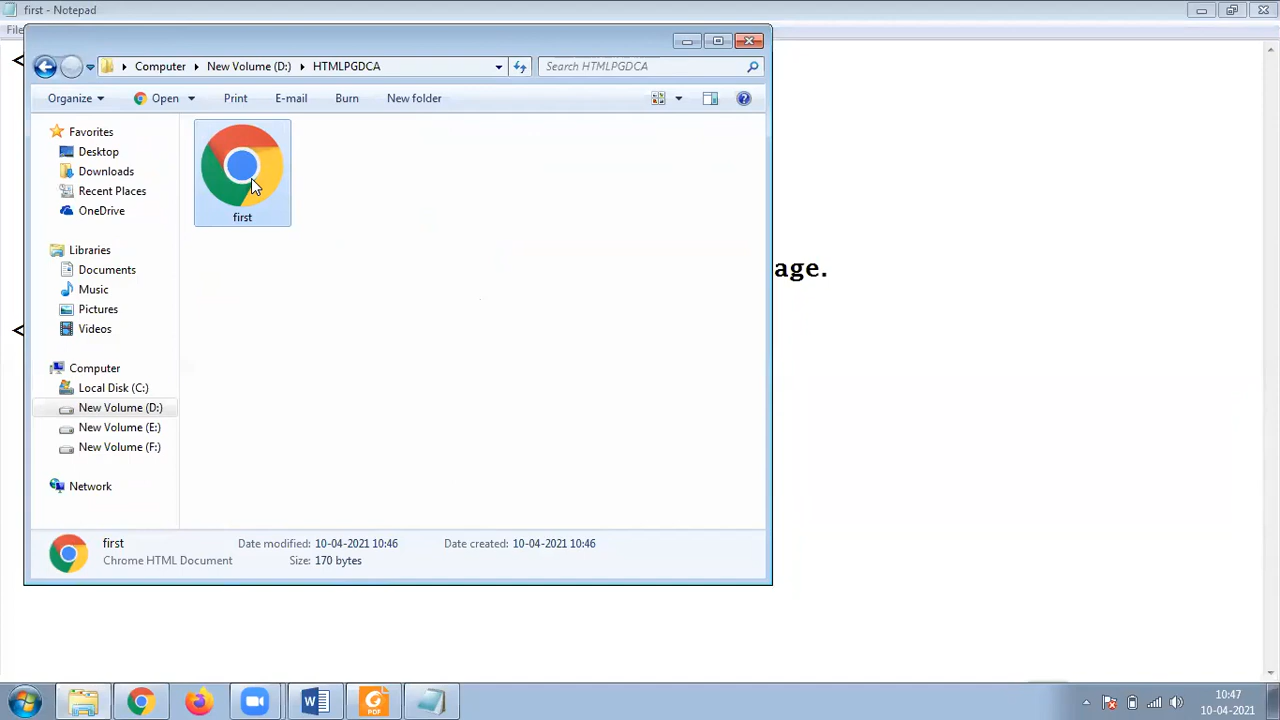 first - Notepad
File
Computer New Volume (D:) HTMLPGDCA
Search HTMLPGDCA
Organize Open Print E-mail Burn New folder
Favorites
Desktop
Downloads
Recent Places
OneDrive
Libraries
Documents
Music
Pictures
Videos
Computer
Local Disk (C:)
New Volume (D:)
New Volume (E:)
New Volume (F:)
Network
first
<
age.
<
first
Date modified: 10-04-2021 10:46
Date created: 10-04-2021 10:46
Chrome HTML Document
Size: 170 bytes
PDF
10:47
10-04-2021